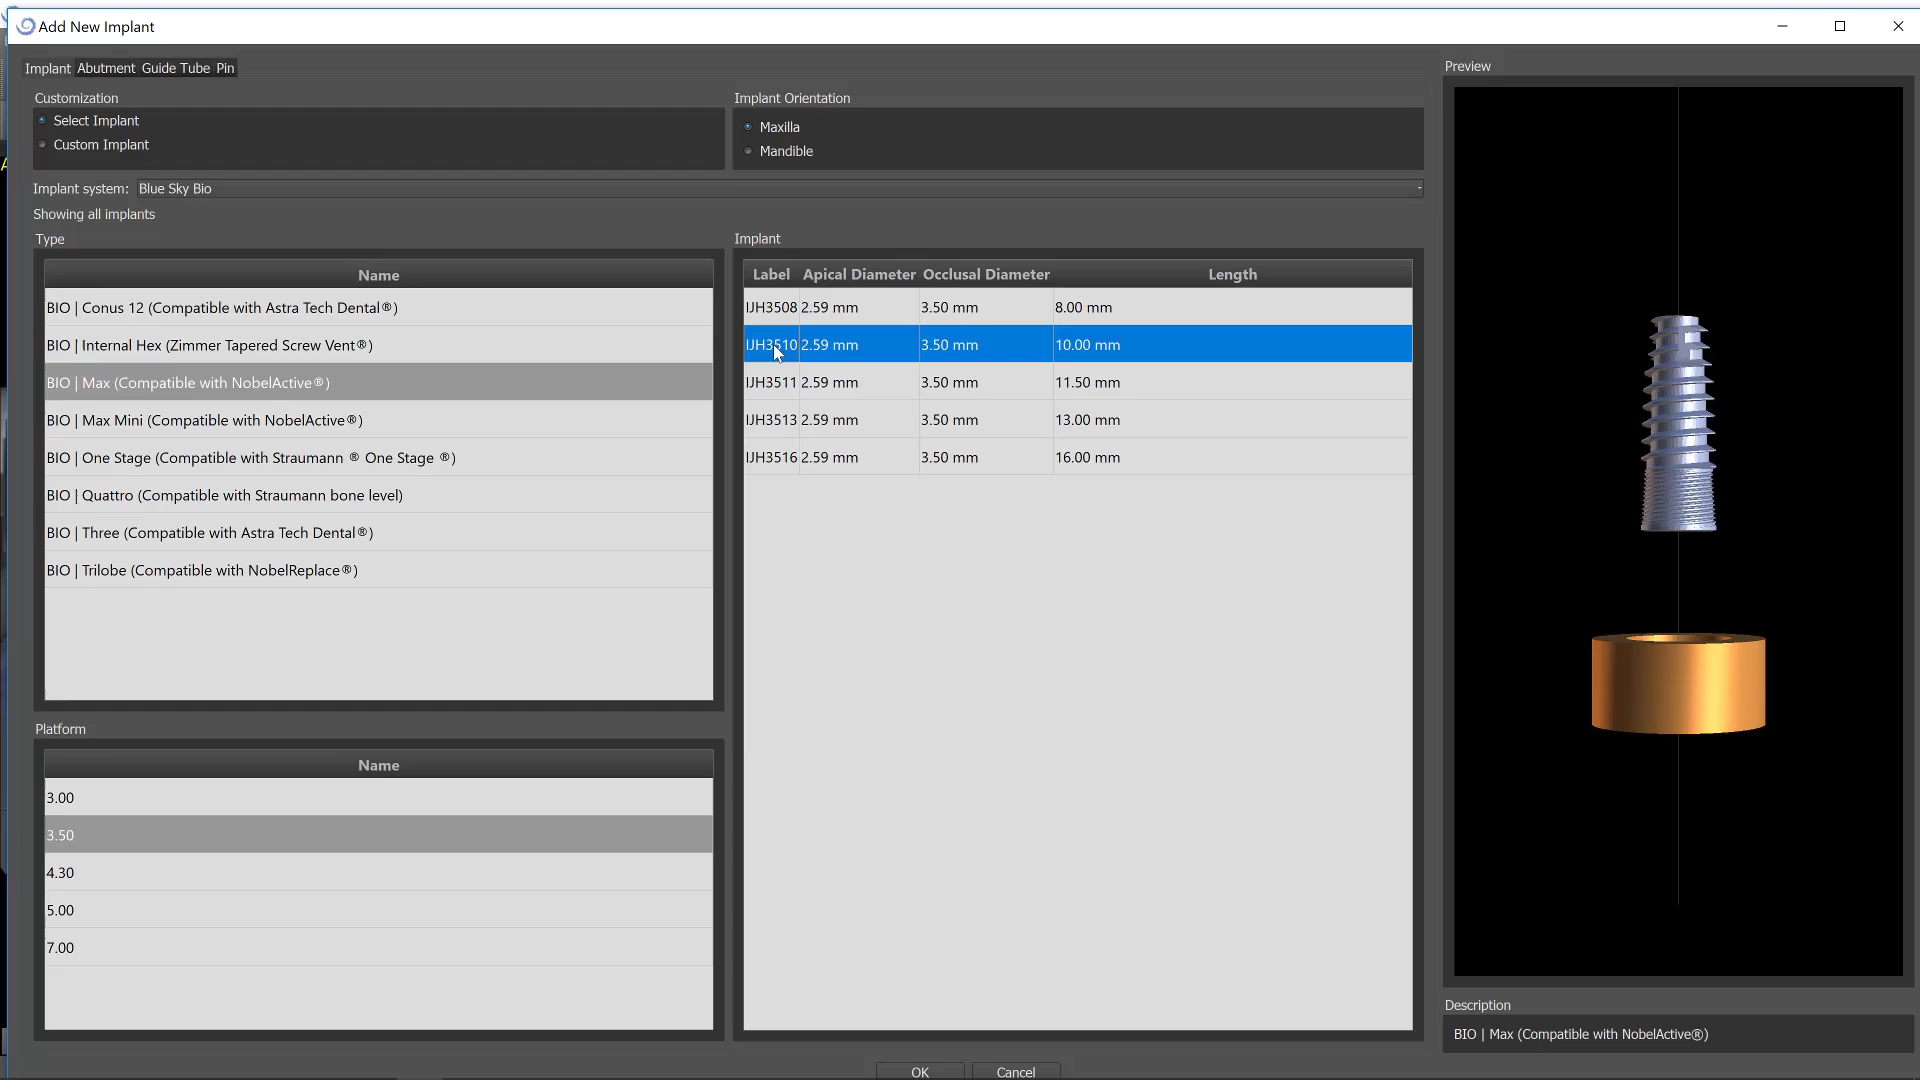 Add New Implant
Implant Abutment Guide Tube Pin
Customization
Select Implant
Custom Implant
Implant Orientation
Maxilla
Mandible
Implant system: Blue Sky Bio
Showing all implants
Type
Name
BIO | Conus 12 (Compatible with Astra Tech Dental®)
BIO | Internal Hex (Zimmer Tapered Screw Vent®)
BIO | Max (Compatible with NobelActive®)
BIO | Max Mini (Compatible with NobelActive®)
BIO | One Stage (Compatible with Straumann ® One Stage ®)
BIO | Quattro (Compatible with Straumann bone level)
BIO | Three (Compatible with Astra Tech Dental®)
BIO | Trilobe (Compatible with NobelReplace®)
Platform
Name
3.00
3.50
4.30
5.00
7.00
Implant
Label Apical Diameter Occlusal Diameter Length
IJH3508 2.59 mm 3.50 mm 8.00 mm
IJH3510 2.59 mm 3.50 mm 10.00 mm
IJH3511 2.59 mm 3.50 mm 11.50 mm
IJH3513 2.59 mm 3.50 mm 13.00 mm
IJH3516 2.59 mm 3.50 mm 16.00 mm
OK Cancel
Preview
Description
BIO | Max (Compatible with NobelActive®)